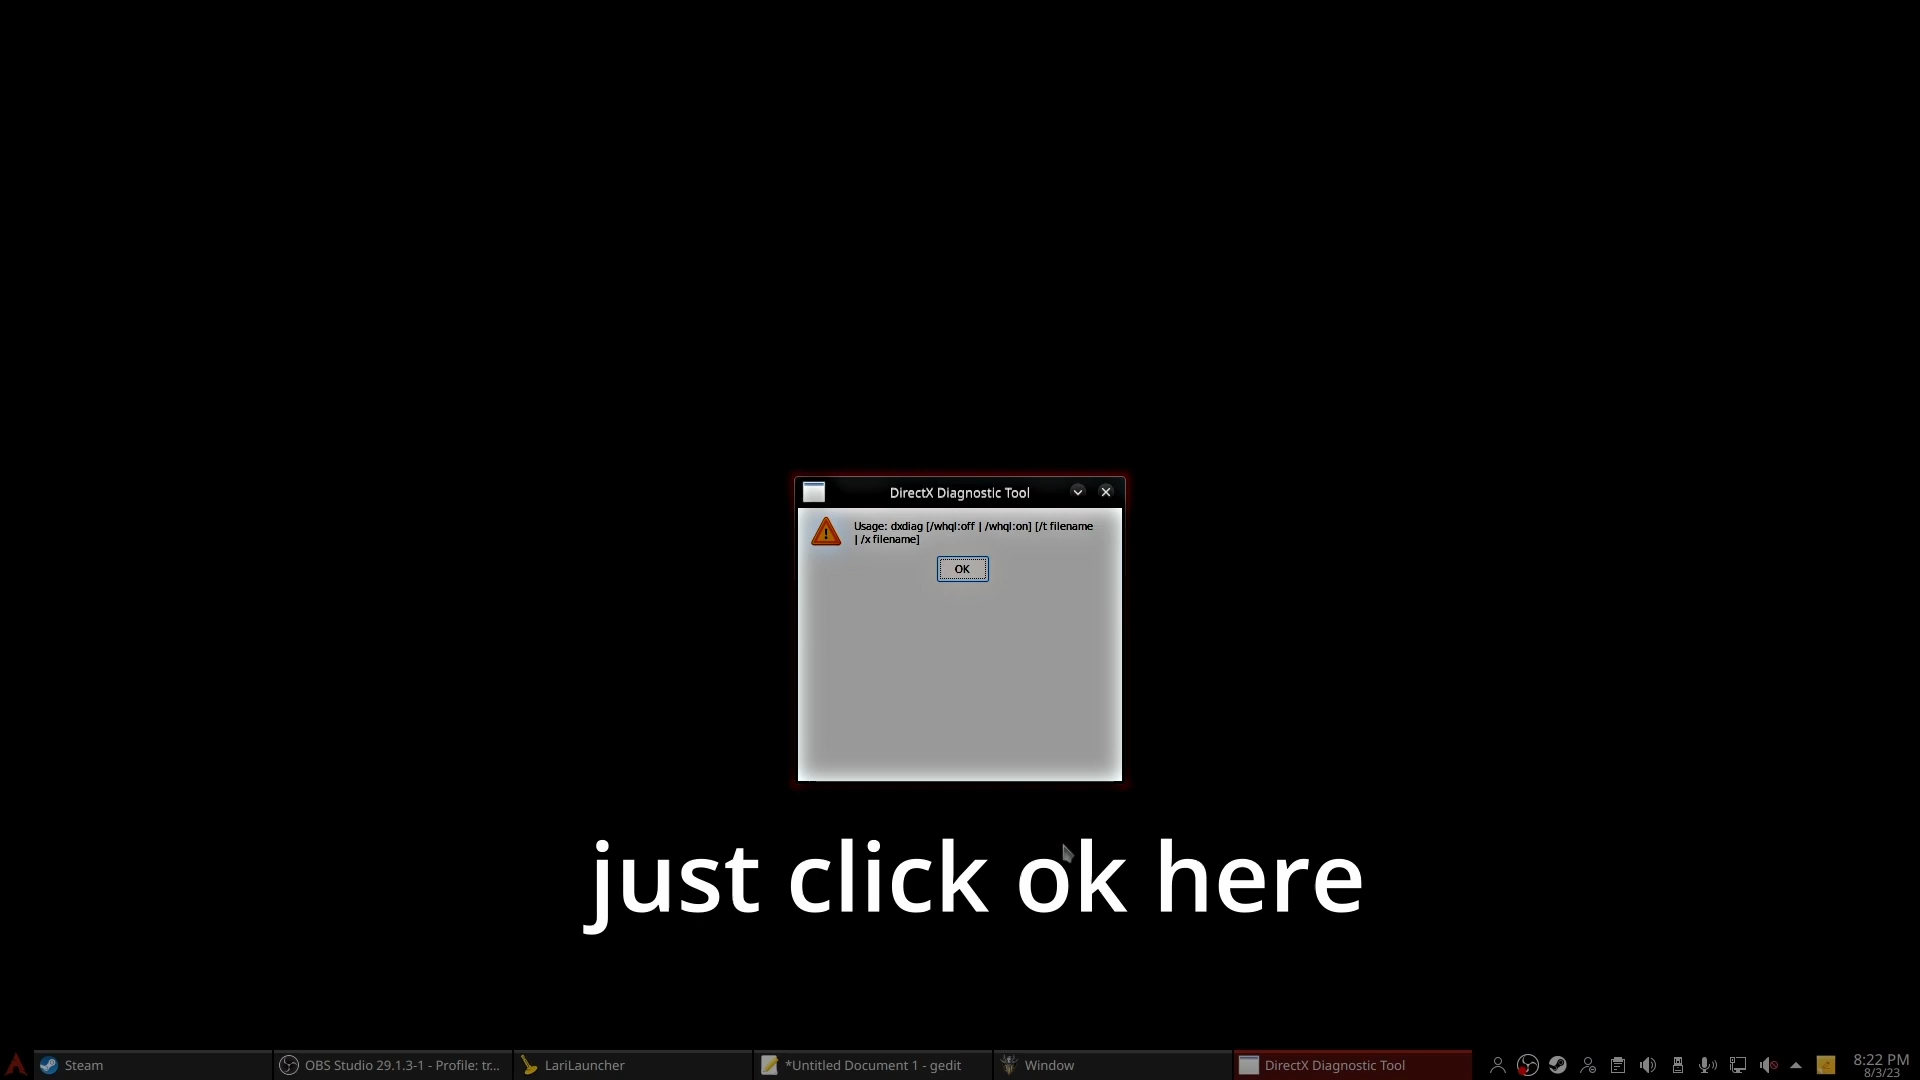 DirectX Diagnostic Tool
Usage: dxdiag [/whql:off | /whql:on] [/t filename
| /x filename]
OK
just click ok here
Steam
OBS Studio 29.1.3-1 - Profile: tr...
LariLauncher
*Untitled Document 1 - gedit
Window
DirectX Diagnostic Tool
8:22 PM
8/3/23